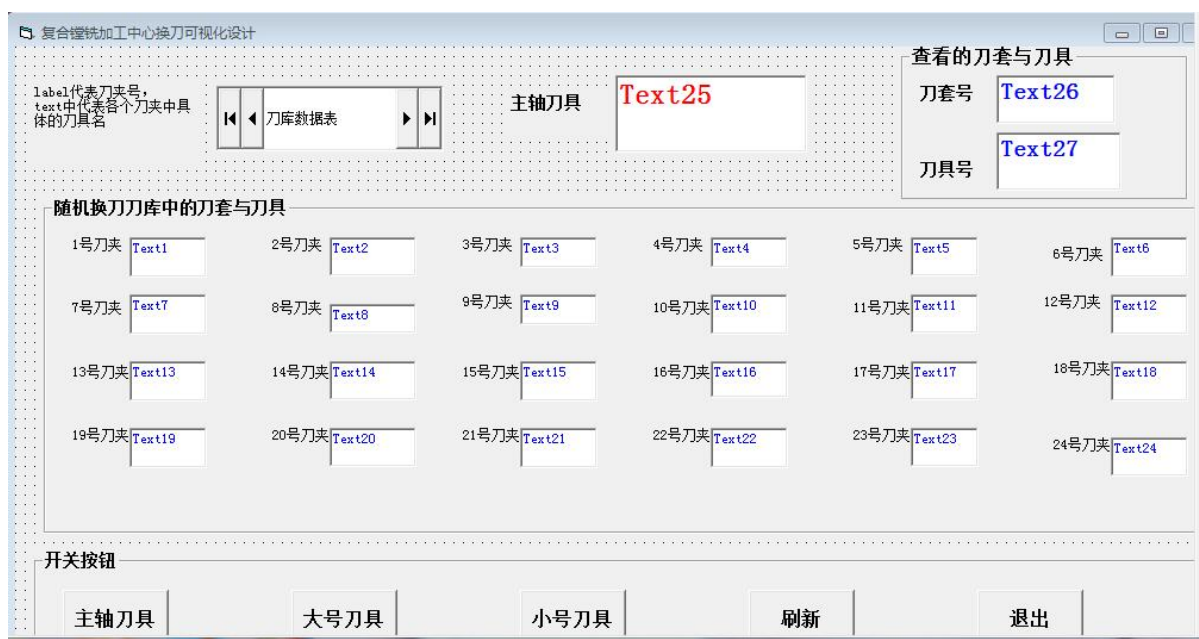 复合镗铣加工中心换刀可视化设计
label代表刀夹号，
text中代表各个刀夹中具
体的刀具名
刀库数据表
主轴刀具
Text25
查看的刀套与刀具
刀套号
Text26
刀具号
Text27
随机换刀刀库中的刀套与刀具
1号刀夹 Text1 2号刀夹 Text2 3号刀夹 Text3 4号刀夹 Text4 5号刀夹 Text5 6号刀夹 Text6
7号刀夹 Text7 8号刀夹 Text8 9号刀夹 Text9 10号刀夹 Text10 11号刀夹 Text11 12号刀夹 Text12
13号刀夹 Text13 14号刀夹 Text14 15号刀夹 Text15 16号刀夹 Text16 17号刀夹 Text17 18号刀夹 Text18
19号刀夹 Text19 20号刀夹 Text20 21号刀夹 Text21 22号刀夹 Text22 23号刀夹 Text23 24号刀夹 Text24
开关按钮
主轴刀具 大号刀具 小号刀具 刷新 退出